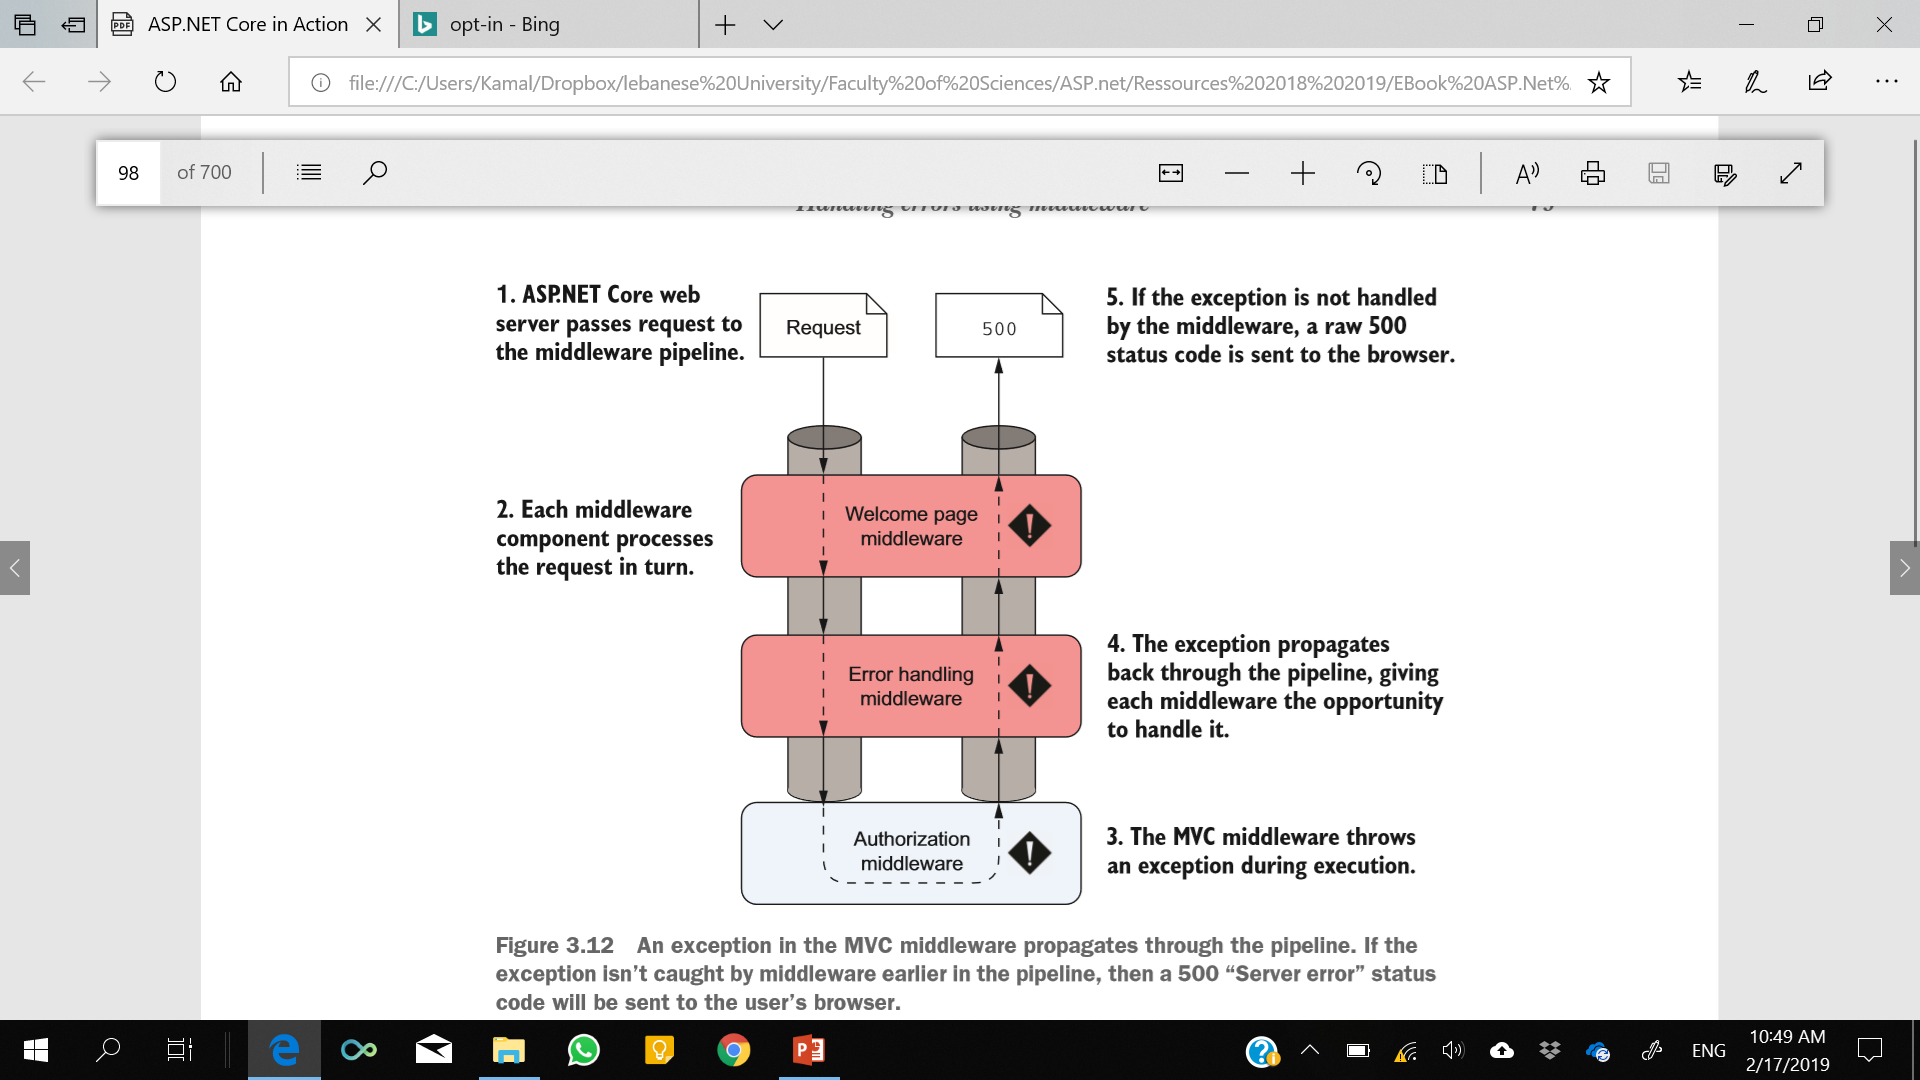 ASP.NET Core in Action
opt-in - Bing
file:///C:/Users/Kamal/Dropbox/lebanese%20University/Faculty%20of%20Sciences/ASP.net/Ressources%202018%202019/EBook%20ASP.Net%
98 of 700
Handling errors using middleware
1. ASP.NET Core web
server passes request to
the middleware pipeline.
Request
500
5. If the exception is not handled
by the middleware, a raw 500
status code is sent to the browser.
2. Each middleware
component processes
the request in turn.
Welcome page
middleware
Error handling
middleware
4. The exception propagates
back through the pipeline, giving
each middleware the opportunity
to handle it.
Authorization
middleware
3. The MVC middleware throws
an exception during execution.
Figure 3.12 An exception in the MVC middleware propagates through the pipeline. If the
exception isn't caught by middleware earlier in the pipeline, then a 500 “Server error” status
code will be sent to the user's browser.
ENG
10:49 AM
2/17/2019